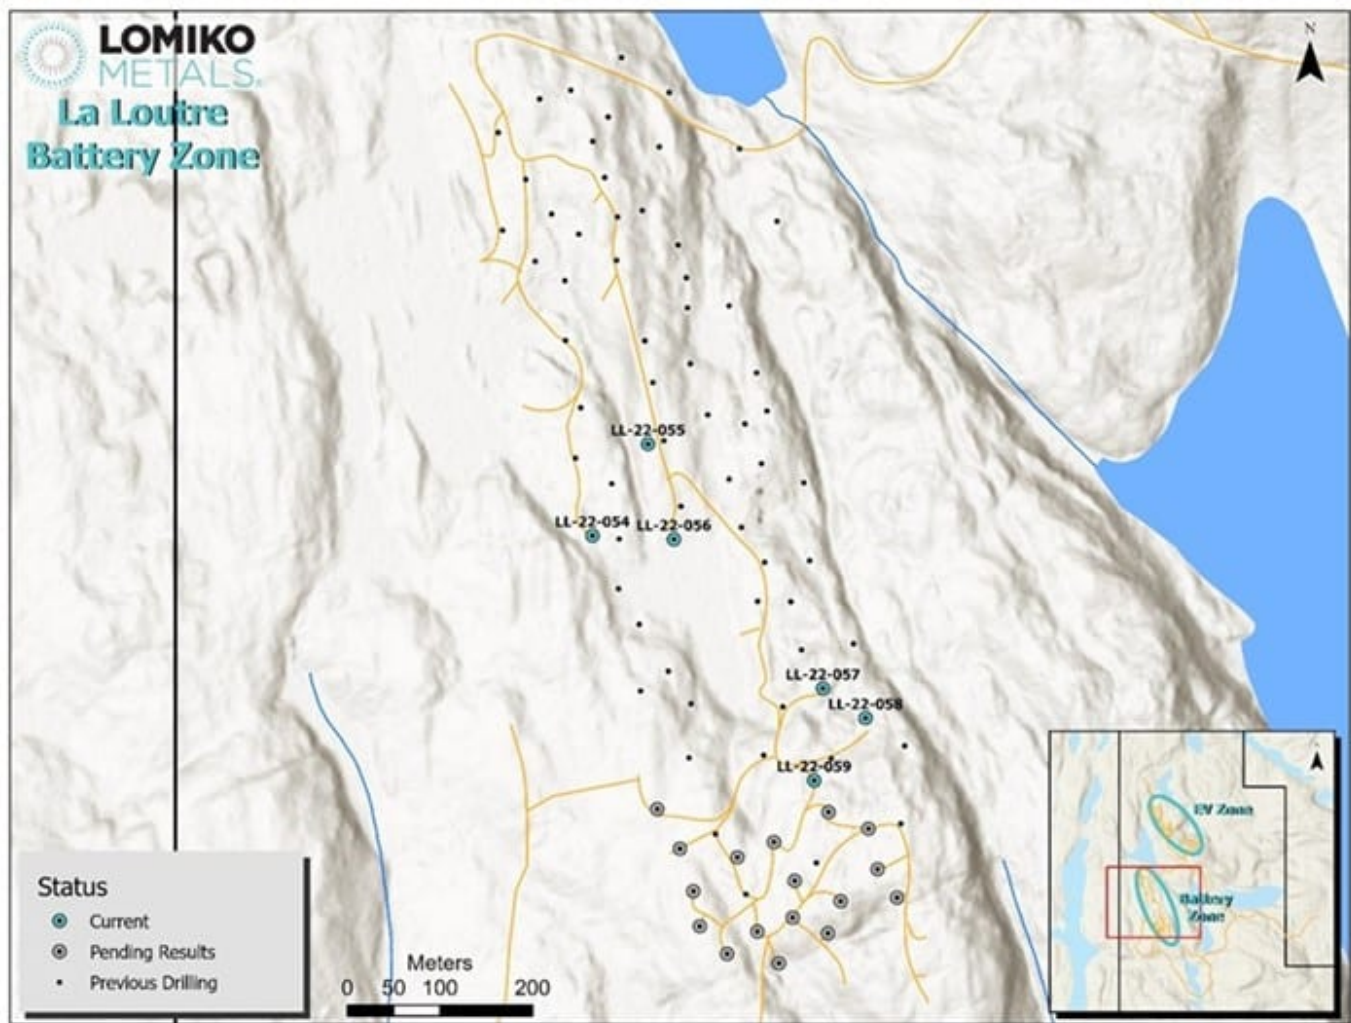 LOMIKO
METALS.
La Loutre
Battery Zone
N
LL-22-055
LL-22-054
LL-22-056
LL-22-057
LL-22-058
LL-22-059
Status
Current
Pending Results
Previous Drilling
Meters
0 50 100 200
EV Zone
Battery
Zone